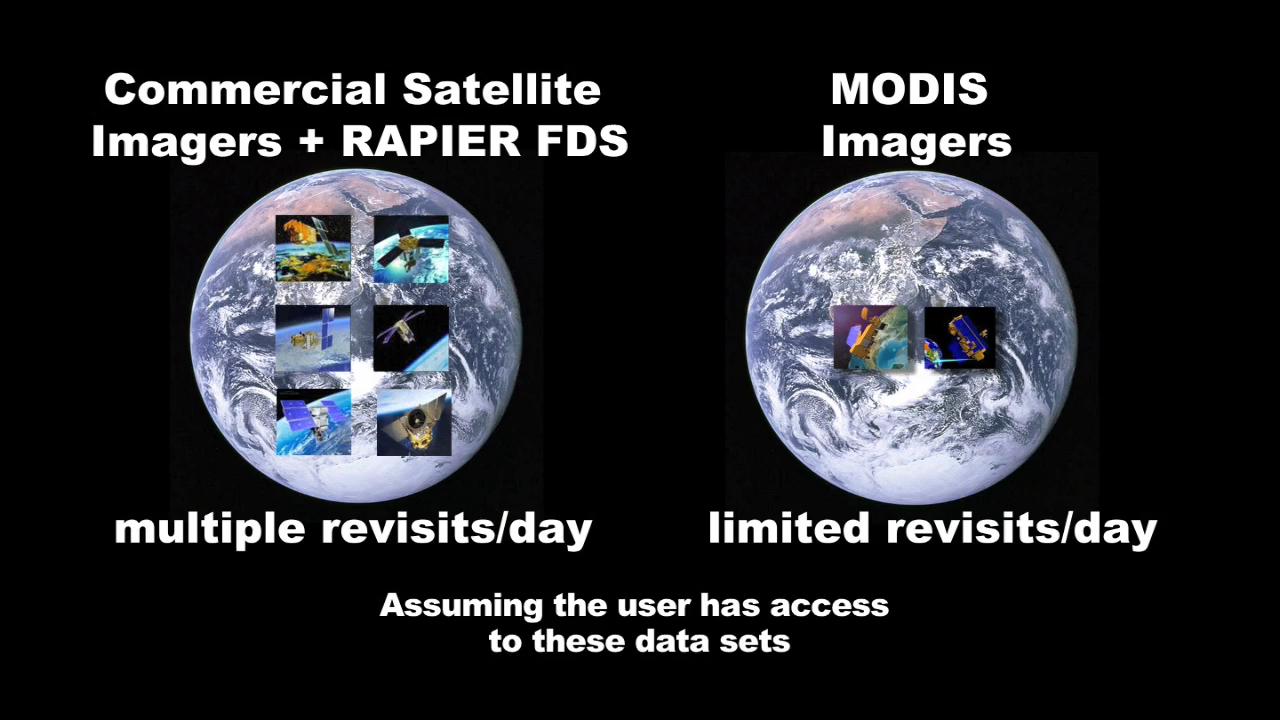 Commercial Satellite
Imagers + RAPIER FDS
multiple revisits/day
MODIS
Imagers
limited revisits/day
Assuming the user has access
to these data sets